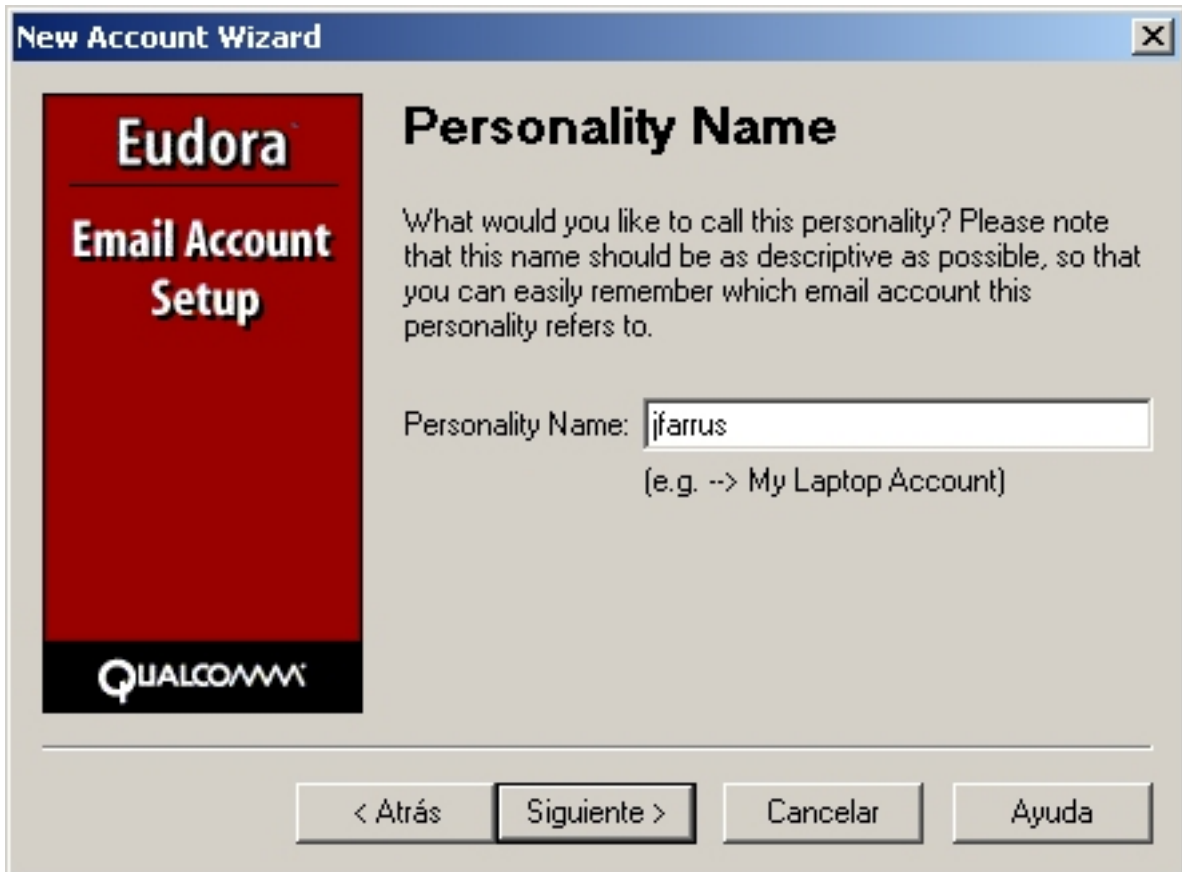 New Account Wizard
Eudora
Email Account
Setup
QUALCOMM
Personality Name
What would you like to call this personality? Please note
that this name should be as descriptive as possible, so that
you can easily remember which email account this
personality refers to.
Personality Name: jfarrus
(e.g. --> My Laptop Account)
< Atrás Siguiente > Cancelar Ayuda